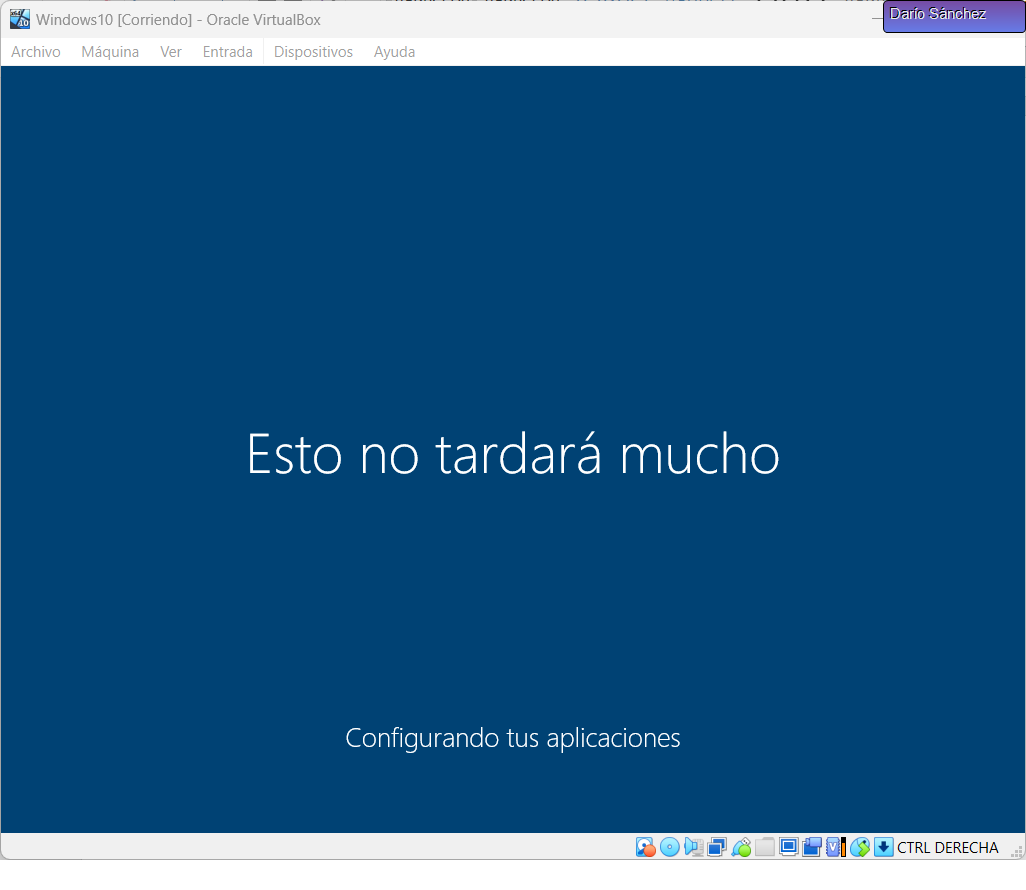 Windows10 [Corriendo] - Oracle VirtualBox
Darío Sánchez
Archivo Máquina Ver Entrada Dispositivos Ayuda
Esto no tardará mucho
Configurando tus aplicaciones
CTRL DERECHA